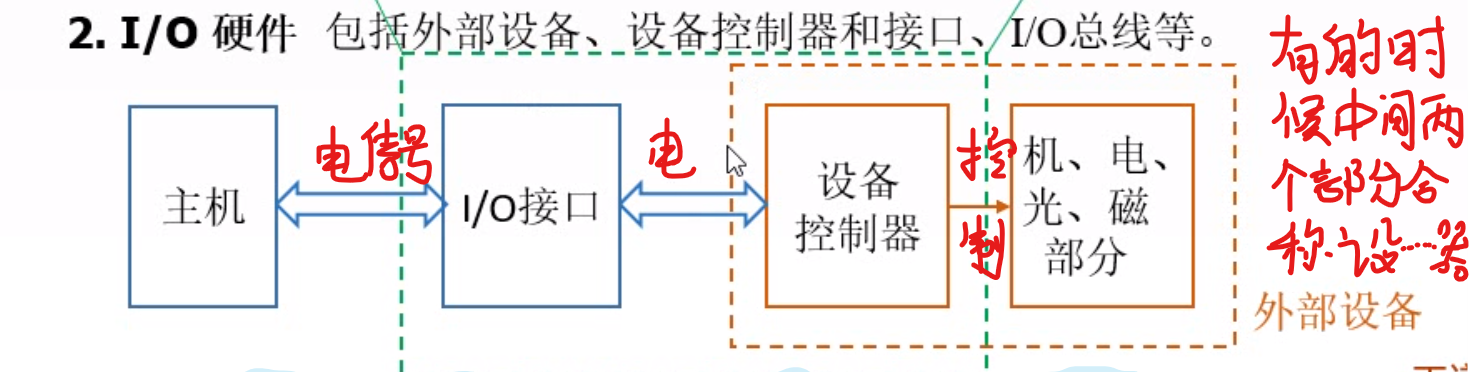 2. I/O 硬件 包括外部设备、设备控制器和接口、I/O总线等。
主机
电信号
I/O接口
电
设备
控制器
控
制
机、电、
光、磁
部分
外部设备
有的时
候中间两
个部分合
称设……器